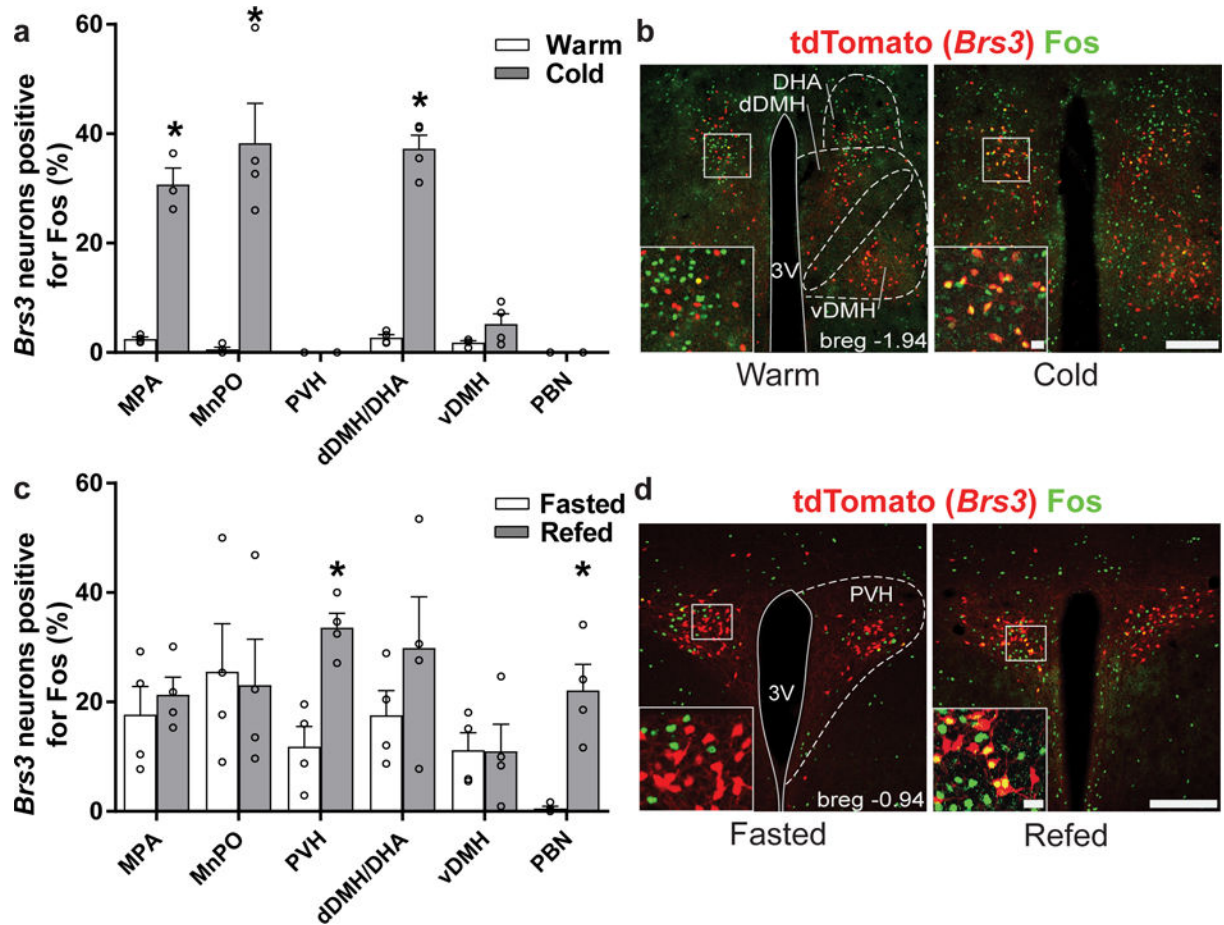 a
60
40
20
0
Brs3 neurons positive
for Fos (%)
Warm
Cold
*
*
*
MPA
MnPO
PVH
dDMH/DHA
vDMH
PBN
b
tdTomato (Brs3) Fos
DHA
dDMH
3V
vDMH
breg -1.94
Warm
Cold
c
60
40
20
0
Brs3 neurons positive
for Fos (%)
Fasted
Refed
*
*
MPA
MnPO
PVH
dDMH/DHA
vDMH
PBN
d
tdTomato (Brs3) Fos
PVH
3V
breg -0.94
Fasted
Refed